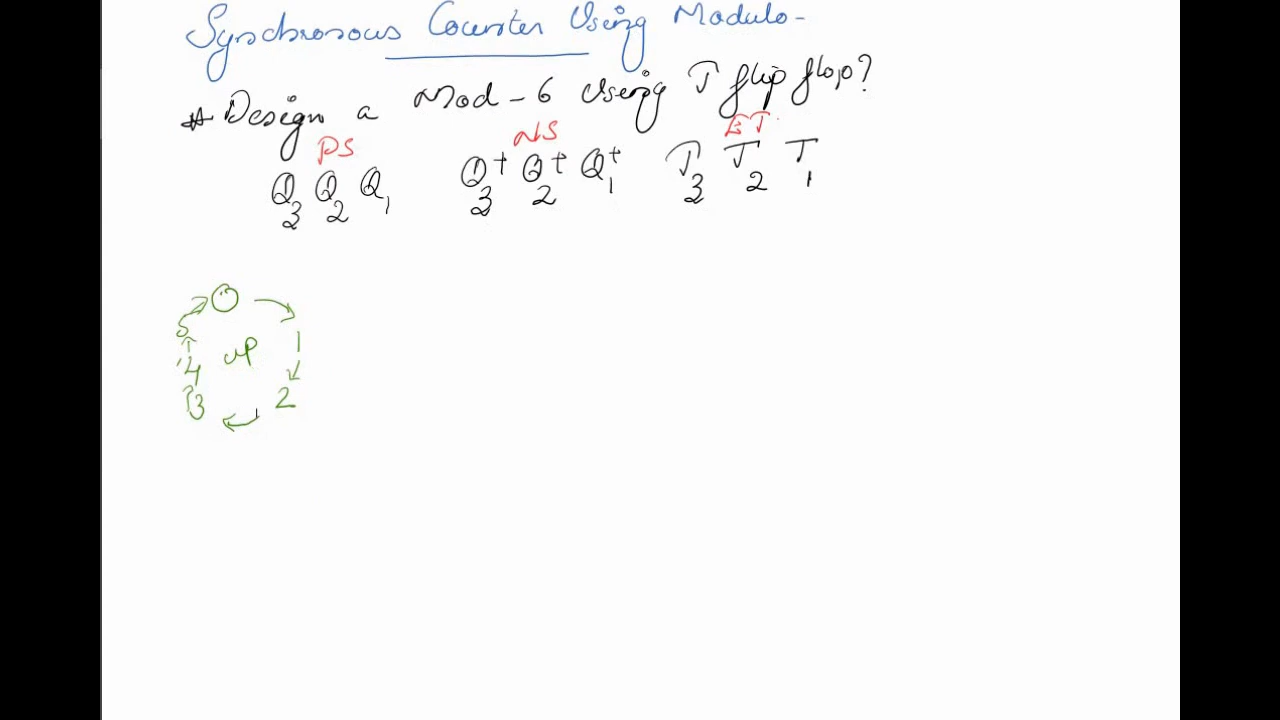 Synchronous Counter Using Modulo-
# Design a Mod-6 Using T flip flop?
PS NS ET.
Q3 Q2 Q1 Q3+ Q2+ Q1+ T3 T2 T1
0
5 1
up
4
3 2